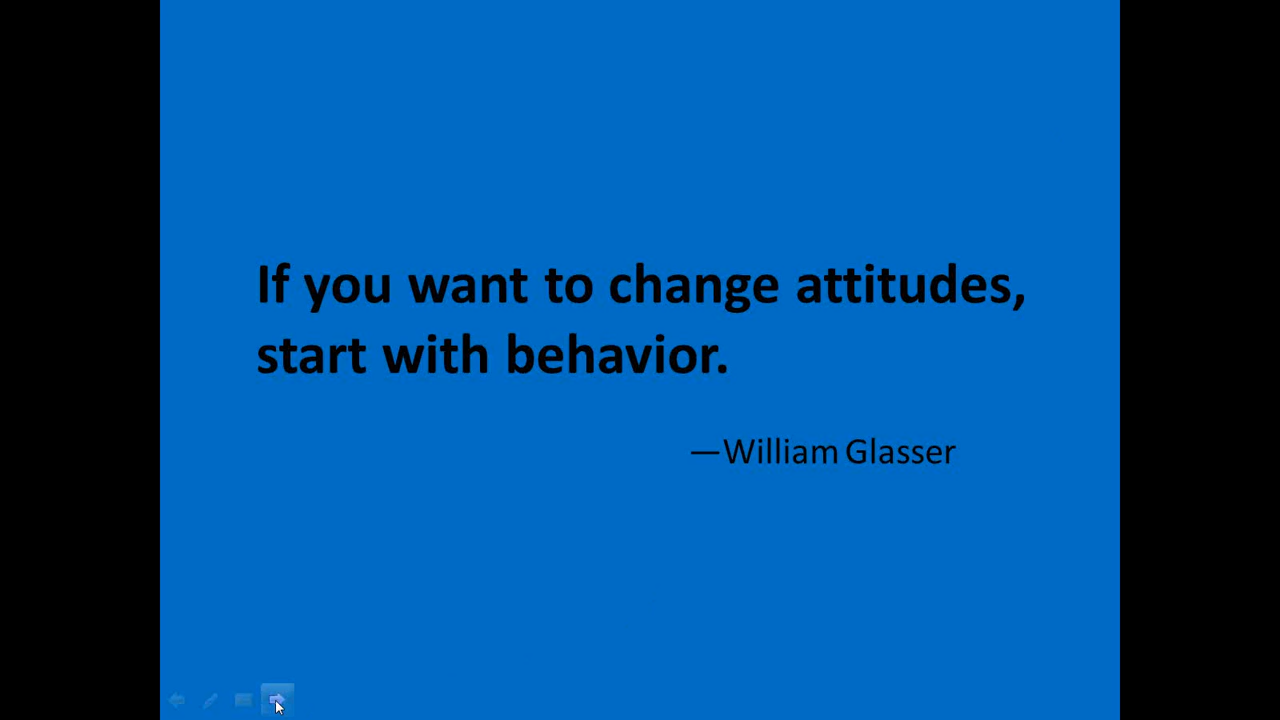 If you want to change attitudes,
start with behavior.
—William Glasser